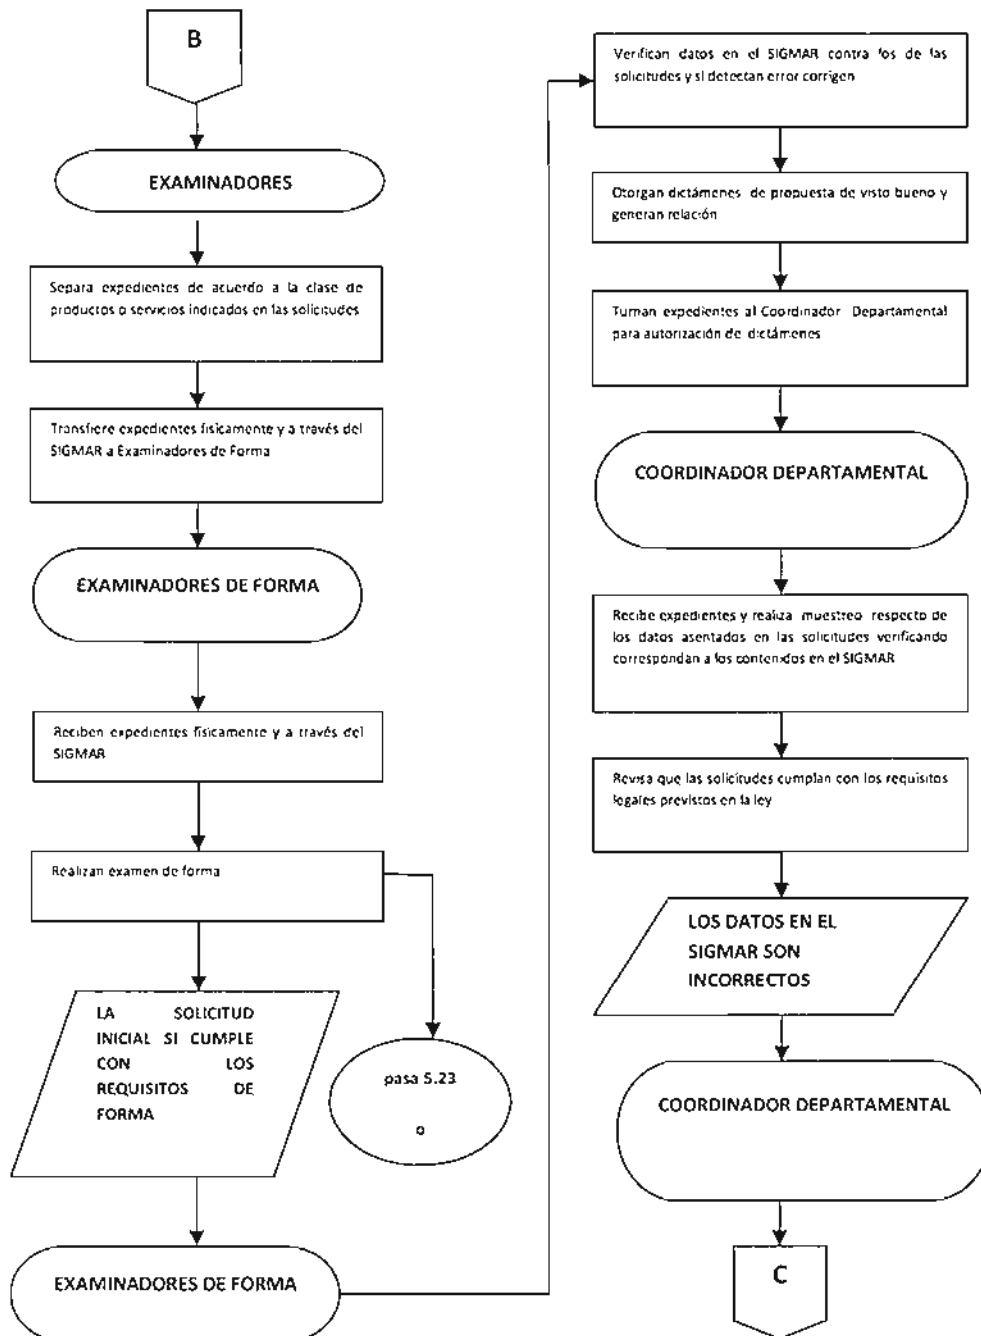 B
EXAMINADORES
Separa expedientes de acuerdo a la clase de
productos o servicios indicados en las solicitudes
Transfiere expedientes fisicamente y a través del
SIGMAR a Examinadores de Forma
EXAMINADORES DE FORMA
Reciben expedientes físicamente y a través del
SIGMAR
Realizan examen de forma
LA SOLICITUD
INICIAL SI CUMPLE
CON LOS
REQUISITOS DE
FORMA
pasa 5.23
o
EXAMINADORES DE FORMA
Verifican datos en el SIGMAR contra los de las
solicitudes y si detectan error corrigen
Otorgan dictámenes de propuesta de visto bueno y
generan relación
Turnan expedientes al Coordinador Departamental
para autorización de dictámenes
COORDINADOR DEPARTAMENTAL
Recibe expedientes y realiza muestreo respecto de
los datos asentados en las solicitudes verificando
correspondan a los contenidos en el SIGMAR
Revisa que las solicitudes cumplan con los requisitos
legales previstos en la ley
LOS DATOS EN EL
SIGMAR SON
INCORRECTOS
COORDINADOR DEPARTAMENTAL
C